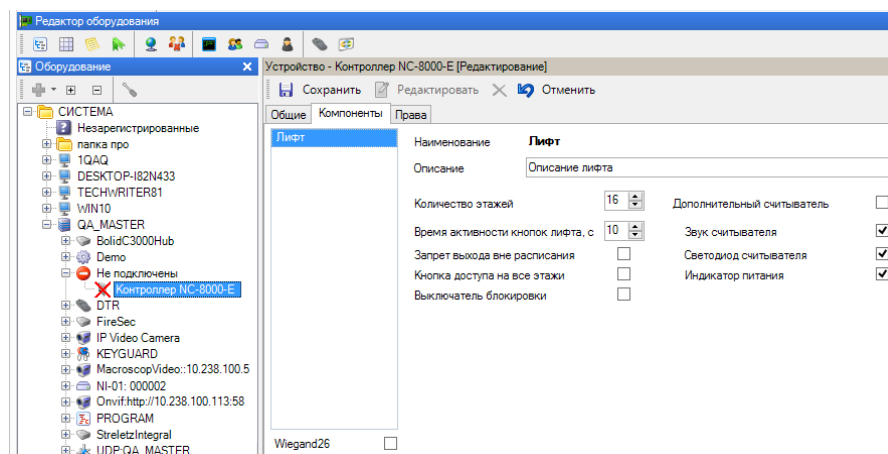 Редактор оборудования
Оборудование
СИСТЕМА
Незарегистрированные
папка про
1QAQ
DESKTOP-I82N433
TECHWRITER81
WIN10
QA_MASTER
BolidC3000Hub
Demo
Не подключены
Контроллер NC-8000-E
DTR
FireSec
IP Video Camera
KEYGUARD
MacroscopVideo::10.238.100.5
NI-01: 000002
Onvif:http://10.238.100.113:58
PROGRAM
StreletzIntegral
UDP:QA_MASTER
Устройство - Контроллер NC-8000-E [Редактирование]
Сохранить Редактировать Отменить
Общие Компоненты Права
Лифт
Wiegand26
Наименование Лифт
Описание Описание лифта
Количество этажей 16 Дополнительный считыватель
Время активности кнопок лифта, с 10 Звук считывателя
Запрет выхода вне расписания Светодиод считывателя
Кнопка доступа на все этажи Индикатор питания
Выключатель блокировки